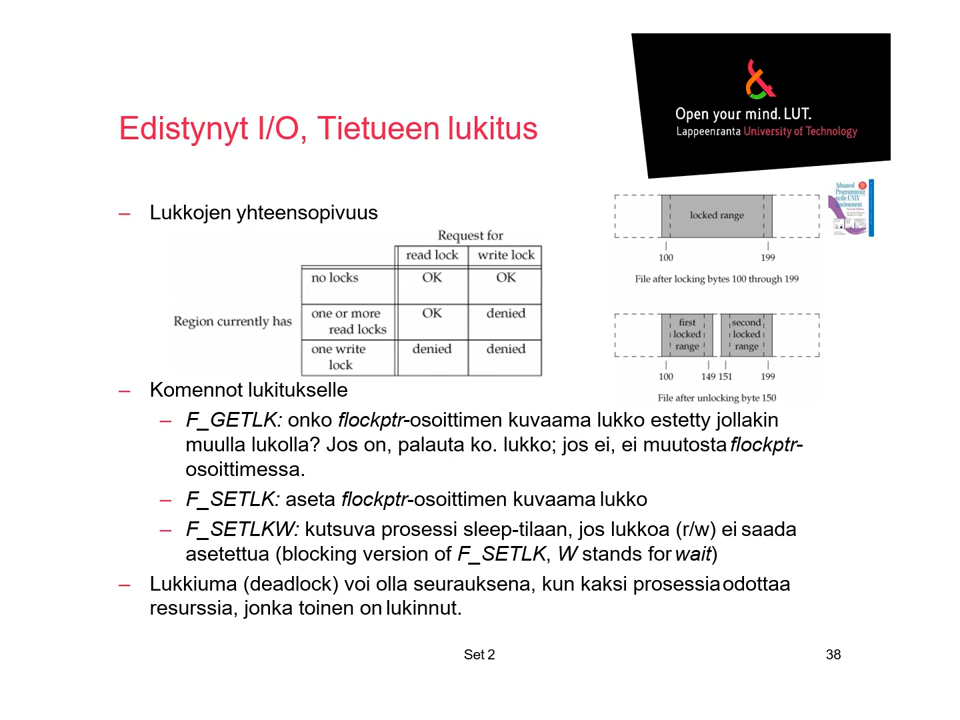 Open your mind. LUT.
Lappeenranta University of Technology
Edistynyt I/O, Tietueen lukitus
– Lukkojen yhteensopivuus
Request for
read lock write lock
no locks OK OK
Region currently has
one or more OK denied
read locks
one write denied denied
lock
locked range
100 199
File after locking bytes 100 through 199
first second
locked locked
range range
100 149 151 199
File after unlocking byte 150
Advanced
Programming
in the UNIX
Environment
– Komennot lukitukselle
– F_GETLK: onko flockptr-osoittimen kuvaama lukko estetty jollakin
muulla lukolla? Jos on, palauta ko. lukko; jos ei, ei muutosta flockptr-
osoittimessa.
– F_SETLK: aseta flockptr-osoittimen kuvaama lukko
– F_SETLKW: kutsuva prosessi sleep-tilaan, jos lukkoa (r/w) ei saada
asetettua (blocking version of F_SETLK, W stands for wait)
– Lukkiuma (deadlock) voi olla seurauksena, kun kaksi prosessia odottaa
resurssia, jonka toinen on lukinnut.
Set 2
38